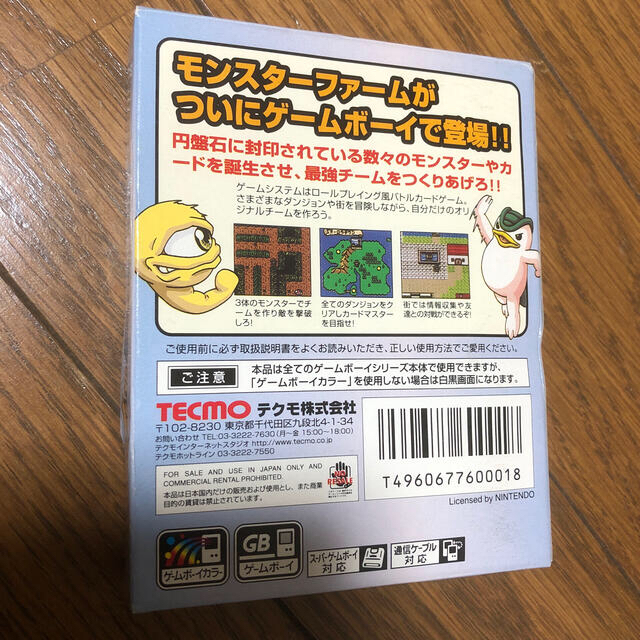 モンスターファームが
ついにゲームボーイで登場!!
円盤石に封印されている数々のモンスターやカ
ードを誕生させ、最強チームをつくりあげろ!!
ゲームシステムはロールプレイング風バトルカードゲーム。
さまざまなダンジョンや街を冒険しながら、自分だけのオリ
ジナルチームを作ろう。
3体のモンスターでチ
ームを作り敵を撃破
しろ!
全てのダンジョンをク
リアしカードマスター
を目指せ!
街では情報収集や友
達との対戦ができるぞ!
ご使用前に必ず取扱説明書をよくお読みいただき、正しい使用方法でご愛用ください。
ご注意
本品は全てのゲームボーイシリーズ本体で使用できますが、
「ゲームボーイカラー」を使用しない場合は白黒画面になります。
TECMO テクモ株式会社
〒102-8230 東京都千代田区九段北4-1-34
お問い合わせ TEL03-3222-7630(月〜金 15:00〜18:00)
テクモインターネットスタジオ http://www.tecmo.co.jp
テクモホットライン 03-3222-7550
FOR SALE AND USE IN JAPAN ONLY AND
COMMERCIAL RENTAL PROHIBITED.
本品は日本国内だけの販売および使用とし、また商業
目的の賃貸は禁止されています。
NO RESALE
T4960677600018
Licensed by NINTENDO
ゲームボーイカラー
GB
ゲームボーイ
スーパーゲームボーイ
対応
通信ケーブル
対応